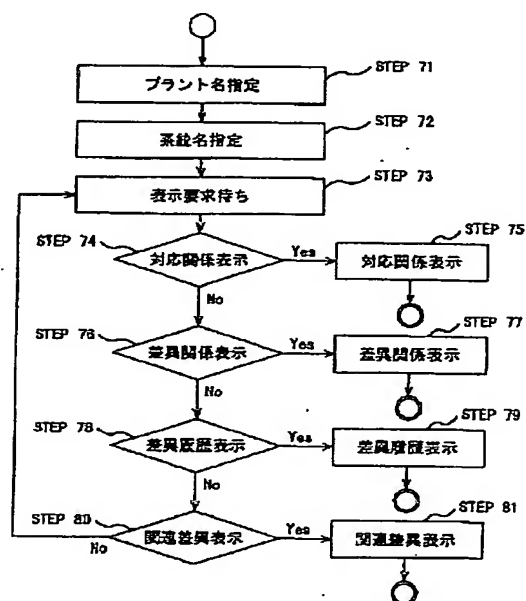 プラント名指定
STEP 71
系統名指定
STEP 72
表示要求待ち
STEP 73
STEP 74
対応関係表示
Yes
No
STEP 75
対応関係表示
STEP 76
差異関係表示
Yes
No
STEP 77
差異関係表示
STEP 78
差異履歴表示
Yes
No
STEP 79
差異履歴表示
STEP 80
関連差異表示
Yes
No
STEP 81
関連差異表示